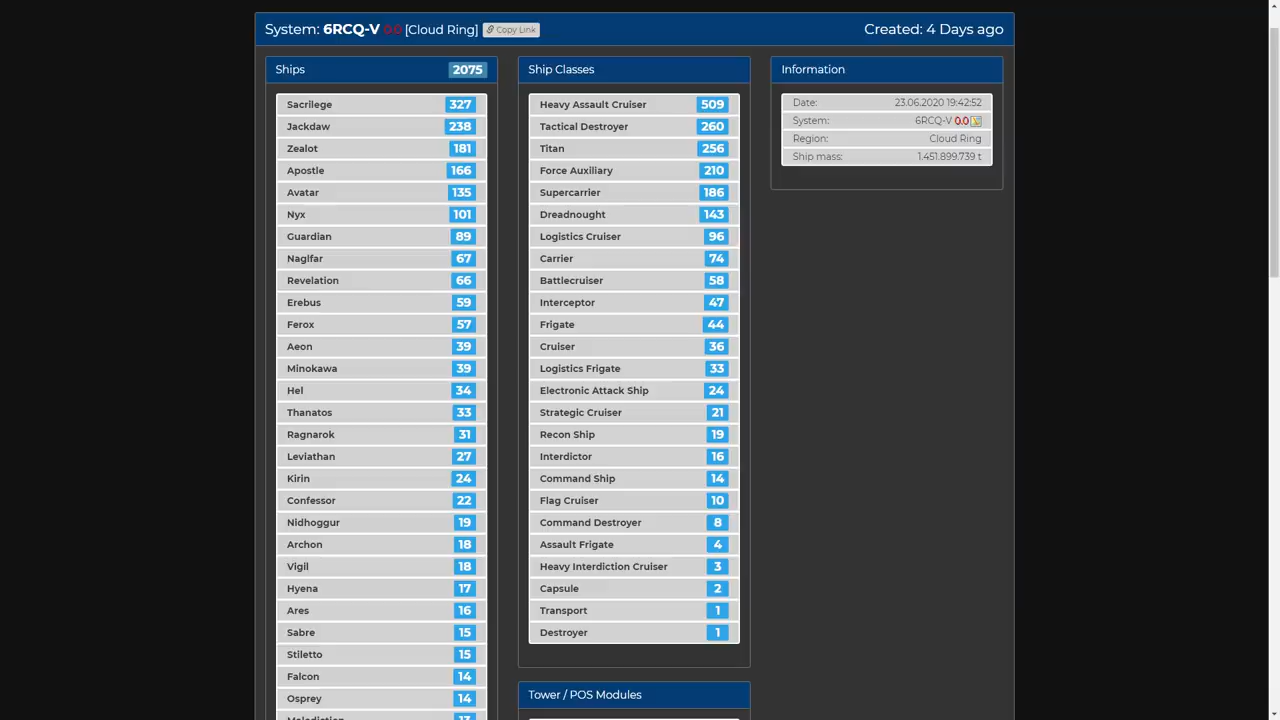 System: 6RCQ-V 0.0 [Cloud Ring] Copy Link
Created: 4 Days ago
Ships 2075
Sacrilege 327
Jackdaw 238
Zealot 181
Apostle 166
Avatar 135
Nyx 101
Guardian 89
Naglfar 67
Revelation 66
Erebus 59
Ferox 57
Aeon 39
Minokawa 39
Hel 34
Thanatos 33
Ragnarok 31
Leviathan 27
Kirin 24
Confessor 22
Nidhoggur 19
Archon 18
Vigil 18
Hyena 17
Ares 16
Sabre 15
Stiletto 15
Falcon 14
Osprey 14
Ship Classes
Heavy Assault Cruiser 509
Tactical Destroyer 260
Titan 256
Force Auxiliary 210
Supercarrier 186
Dreadnought 143
Logistics Cruiser 96
Carrier 74
Battlecruiser 58
Interceptor 47
Frigate 44
Cruiser 36
Logistics Frigate 33
Electronic Attack Ship 24
Strategic Cruiser 21
Recon Ship 19
Interdictor 16
Command Ship 14
Flag Cruiser 10
Command Destroyer 8
Assault Frigate 4
Heavy Interdiction Cruiser 3
Capsule 2
Transport 1
Destroyer 1
Tower / POS Modules
Information
Date: 23.06.2020 19:42:52
System: 6RCQ-V 0.0
Region: Cloud Ring
Ship mass: 1.451.899.739 t